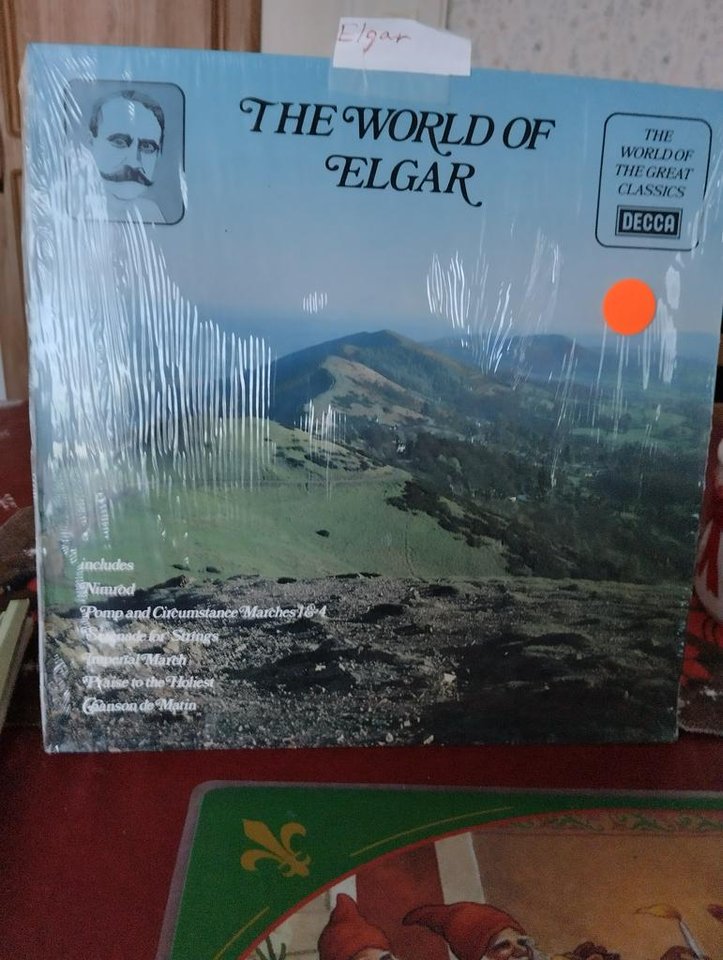 Elgar
THE WORLD OF
ELGAR
THE
WORLD OF
THE GREAT
CLASSICS
DECCA
includes
Nimrod
Pomp and Circumstance Marches 1 & 4
Serenade for Strings
Imperial March
Praise to the Holiest
Chanson de Matin